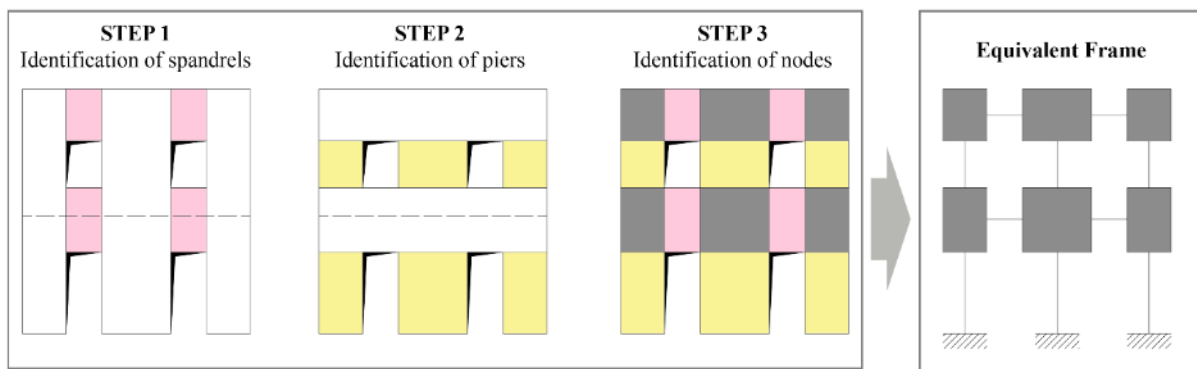 STEP 1
Identification of spandrels
STEP 2
Identification of piers
STEP 3
Identification of nodes
Equivalent Frame